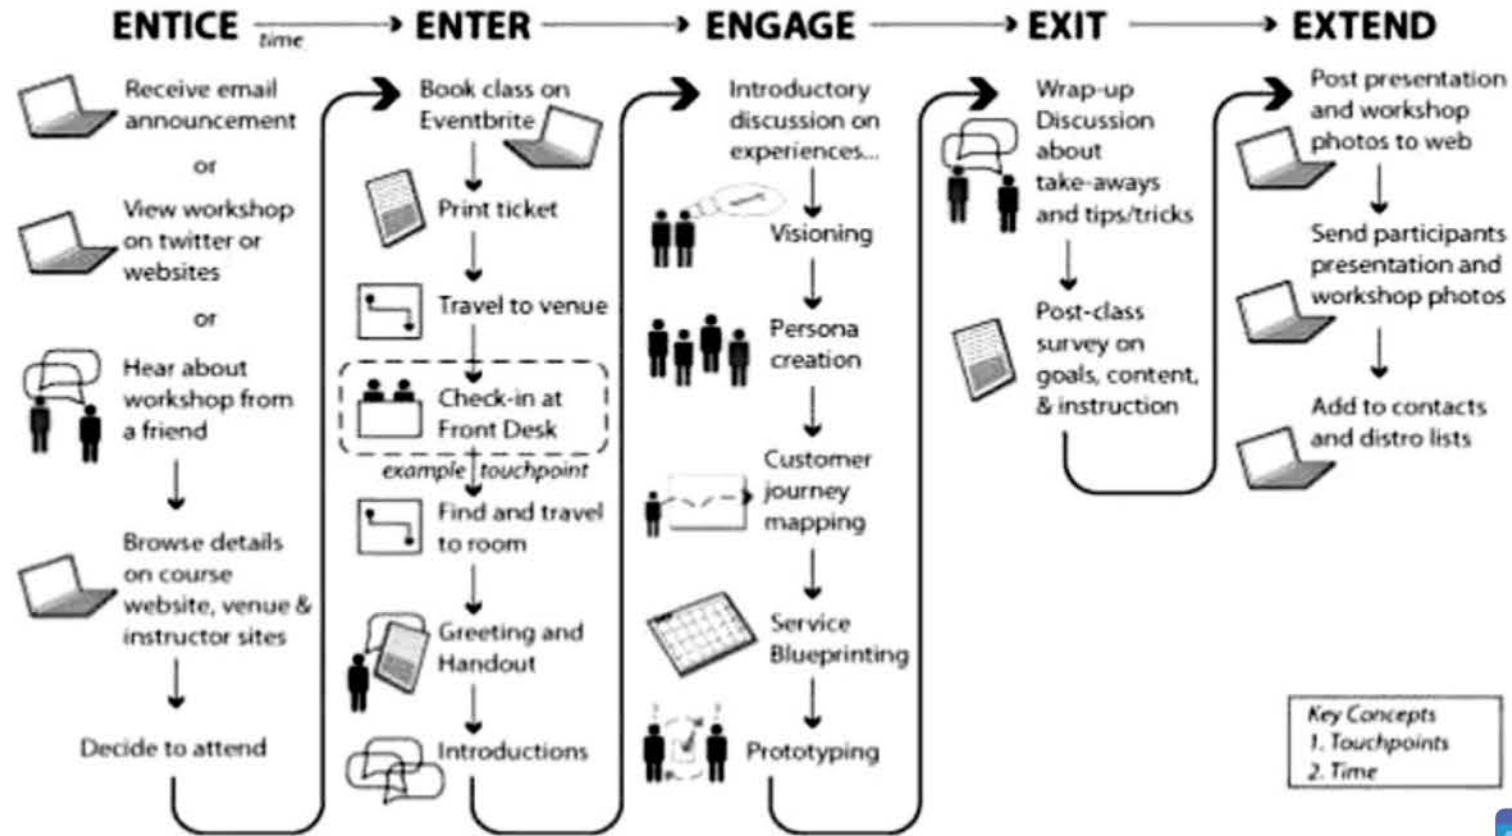 ENTICE
time
ENTER
ENGAGE
EXIT
EXTEND
Receive email
announcement
or
View workshop
on twitter or
websites
or
Hear about
workshop from
a friend
Browse details
on course
website, venue &
instructor sites
Decide to attend
Book class on
Eventbrite
Print ticket
Travel to venue
Check-in at
Front Desk
example touchpoint
Find and travel
to room
Greeting and
Handout
Introductions
Introductory
discussion on
experiences...
Visioning
Persona
creation
Customer
journey
mapping
Service
Blueprinting
Prototyping
Wrap-up
Discussion
about
take-aways
and tips/tricks
Post-class
survey on
goals, content,
& instruction
Post presentation
and workshop
photos to web
Send participants
presentation and
workshop photos
Add to contacts
and distro lists
Key Concepts
1. Touchpoints
2. Time